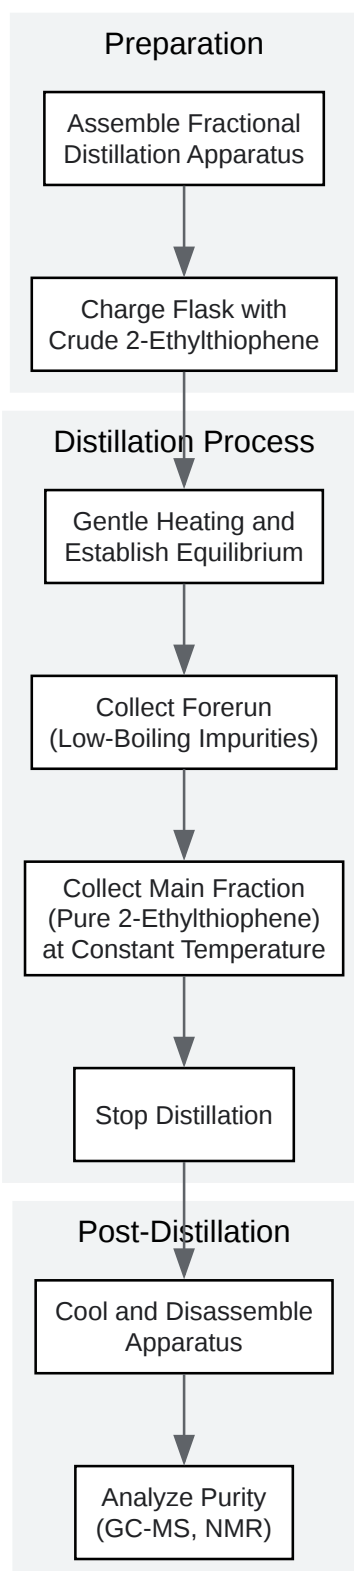 Preparation
Assemble Fractional
Distillation Apparatus
Charge Flask with
Crude 2-Ethylthiophene
Distillation Process
Gentle Heating and
Establish Equilibrium
Collect Forerun
(Low-Boiling Impurities)
Collect Main Fraction
(Pure 2-Ethylthiophene)
at Constant Temperature
Stop Distillation
Post-Distillation
Cool and Disassemble
Apparatus
Analyze Purity
(GC-MS, NMR)